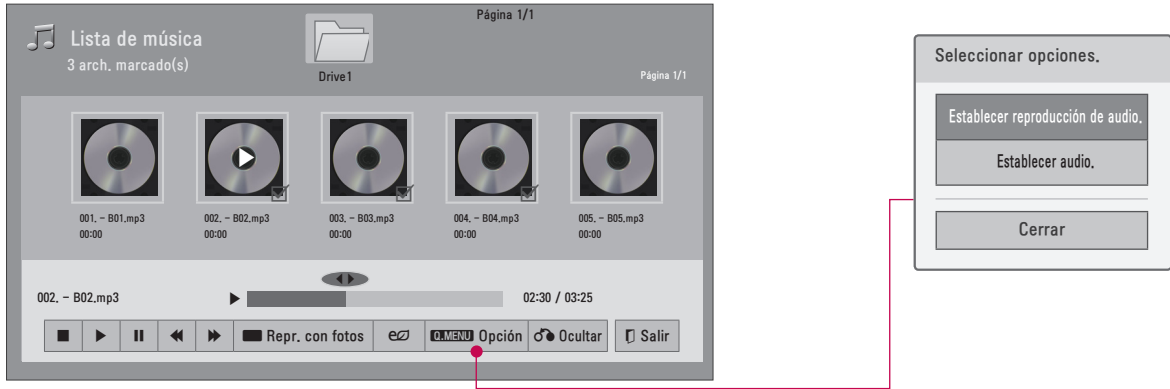 Página 1/1
Lista de música
3 arch. marcado(s)
Drive1
Página 1/1
001. - B01.mp3
00:00
002. - B02.mp3
00:00
003. - B03.mp3
00:00
004. - B04.mp3
00:00
005. - B05.mp3
00:00
002. - B02.mp3
02:30 / 03:25
Repr. con fotos
Q.MENU Opción
Ocultar
Salir
Seleccionar opciones.
Establecer reproducción de audio.
Establecer audio.
Cerrar